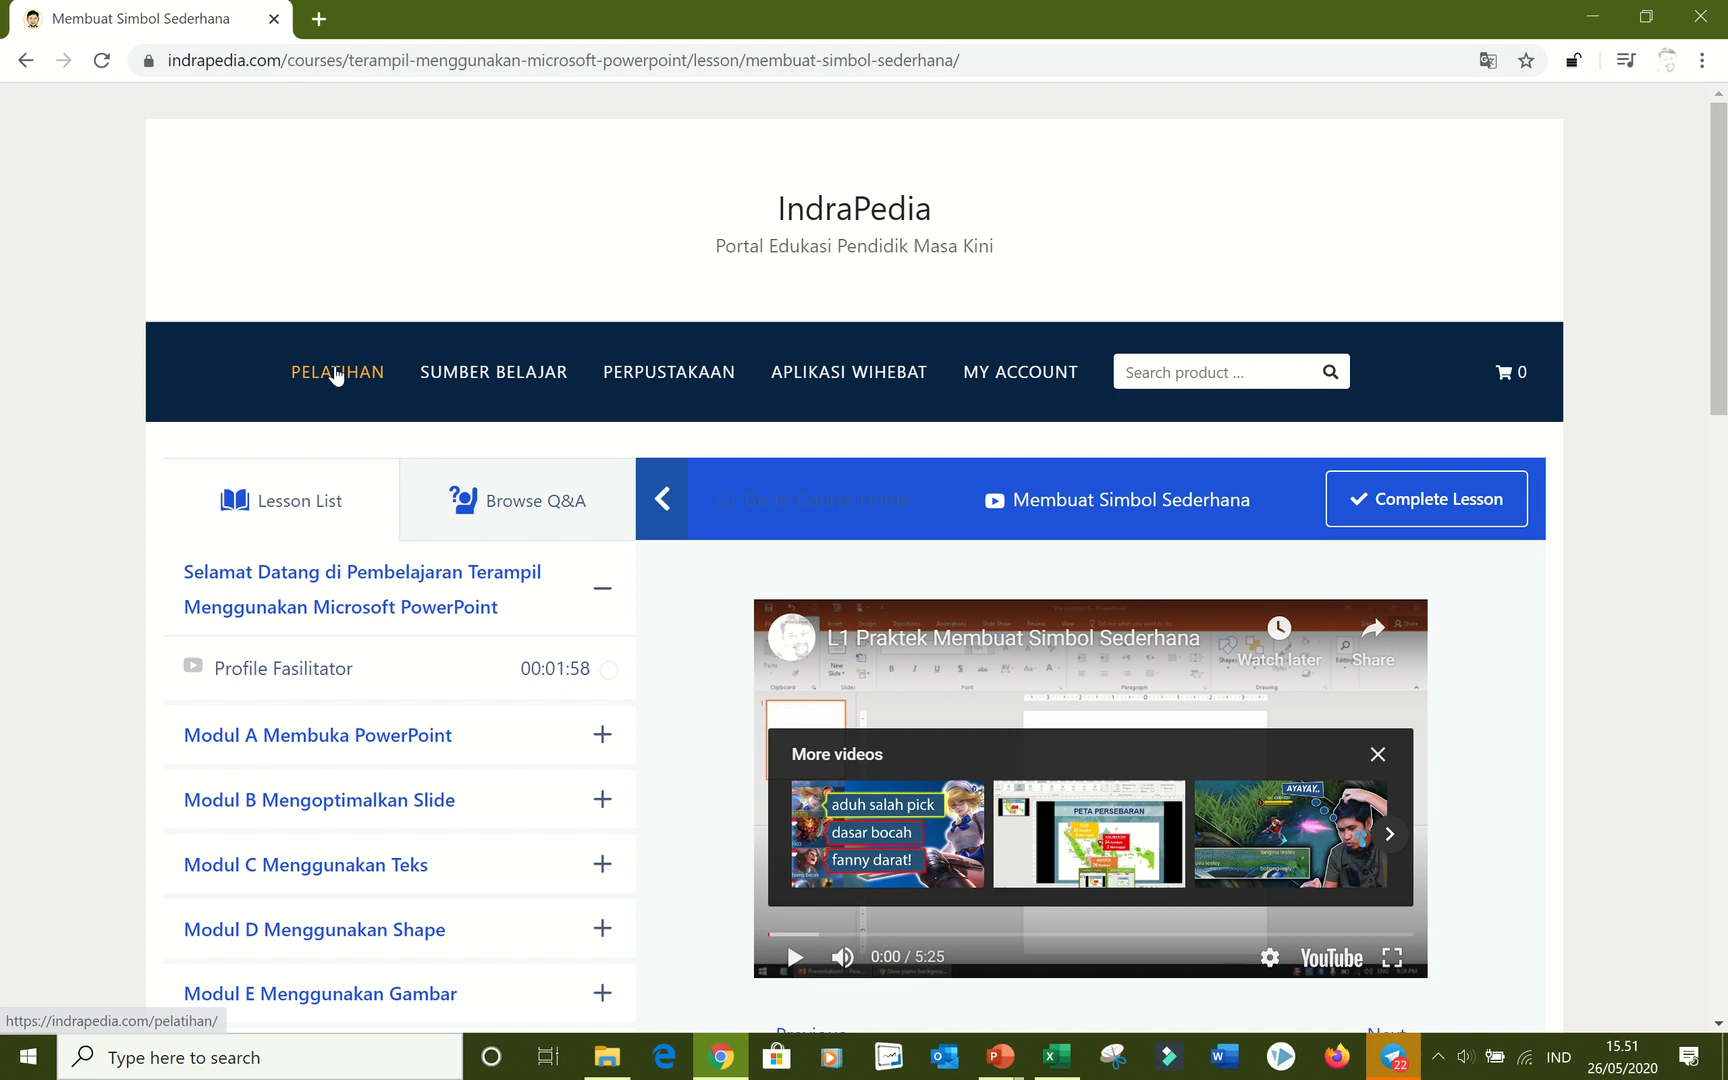 Membuat Simbol Sederhana
indrapedia.com/courses/terampil-menggunakan-microsoft-powerpoint/lesson/membuat-simbol-sederhana/
IndraPedia
Portal Edukasi Pendidik Masa Kini
PELATIHAN SUMBER BELAJAR PERPUSTAKAAN APLIKASI WIHEBAT MY ACCOUNT Search product ... 0
Lesson List Browse Q&A Go to Course Home Membuat Simbol Sederhana Complete Lesson
Selamat Datang di Pembelajaran Terampil
Menggunakan Microsoft PowerPoint
Profile Fasilitator 00:01:58
Modul A Membuka PowerPoint
Modul B Mengoptimalkan Slide
Modul C Menggunakan Teks
Modul D Menggunakan Shape
Modul E Menggunakan Gambar
L1 Praktek Membuat Simbol Sederhana
Watch later Share
More videos
aduh salah pick
dasar bocah
fanny darat!
PETA PERSEBARAN
AYAYAY..
0:00 / 5:25 YouTube
Previous Next
https://indrapedia.com/pelatihan/
Type here to search
22
IND
15.51
26/05/2020